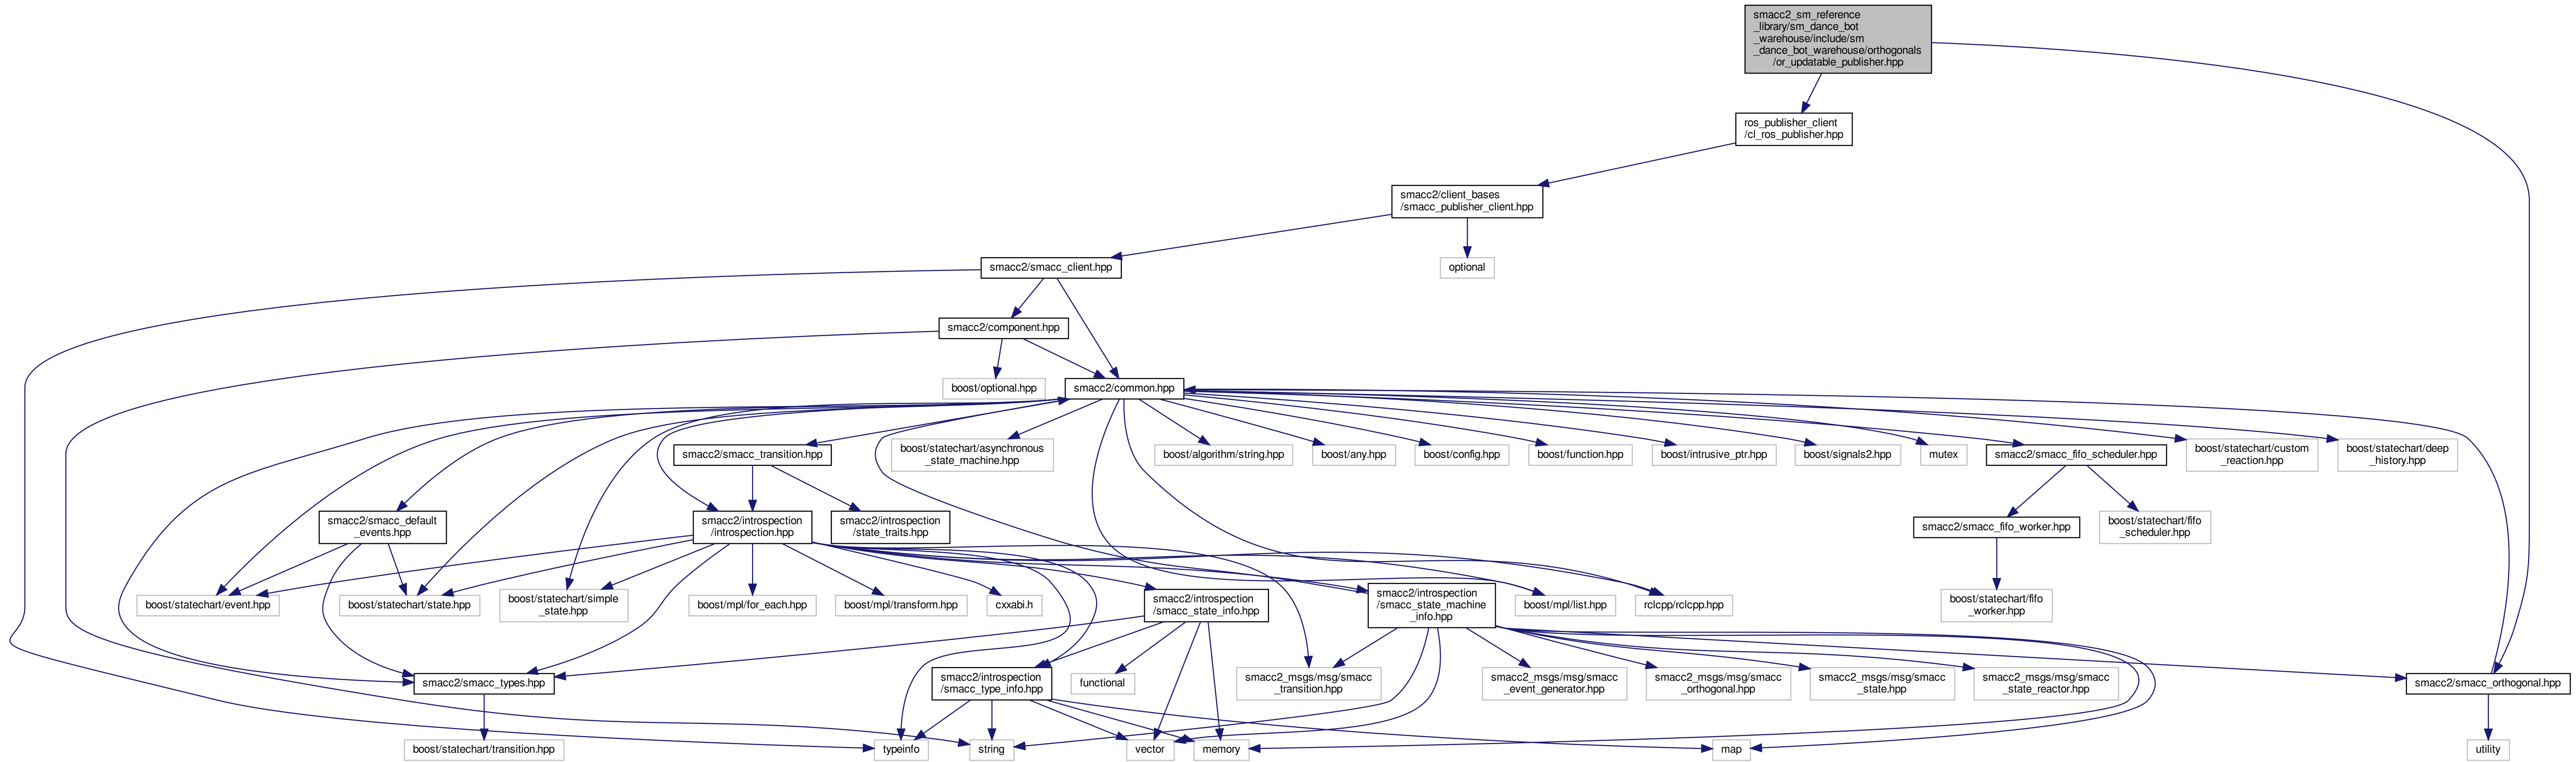 smacc2_sm_reference
_library/sm_dance_bot
_warehouse/include/sm
_dance_bot_warehouse/orthogonals
/or_updatable_publisher.hpp
ros_publisher_client
/cl_ros_publisher.hpp
smacc2/client_bases
/smacc_publisher_client.hpp
smacc2/smacc_client.hpp
optional
smacc2/component.hpp
boost/optional.hpp
smacc2/common.hpp
smacc2/smacc_transition.hpp
boost/statechart/asynchronous
_state_machine.hpp
boost/algorithm/string.hpp
boost/any.hpp
boost/config.hpp
boost/function.hpp
boost/intrusive_ptr.hpp
boost/signals2.hpp
mutex
smacc2/smacc_fifo_scheduler.hpp
boost/statechart/custom
_reaction.hpp
boost/statechart/deep
_history.hpp
smacc2/smacc_default
_events.hpp
smacc2/introspection
/introspection.hpp
smacc2/introspection
/state_traits.hpp
smacc2/smacc_fifo_worker.hpp
boost/statechart/fifo
_scheduler.hpp
boost/statechart/event.hpp
boost/statechart/state.hpp
boost/statechart/simple
_state.hpp
boost/mpl/for_each.hpp
boost/mpl/transform.hpp
cxxabi.h
smacc2/introspection
/smacc_state_info.hpp
smacc2/introspection
/smacc_state_machine
_info.hpp
boost/mpl/list.hpp
rclcpp/rclcpp.hpp
boost/statechart/fifo
_worker.hpp
smacc2/smacc_types.hpp
smacc2/introspection
/smacc_type_info.hpp
functional
smacc2_msgs/msg/smacc
_transition.hpp
smacc2_msgs/msg/smacc
_event_generator.hpp
smacc2_msgs/msg/smacc
_orthogonal.hpp
smacc2_msgs/msg/smacc
_state.hpp
smacc2_msgs/msg/smacc
_state_reactor.hpp
smacc2/smacc_orthogonal.hpp
boost/statechart/transition.hpp
typeinfo
string
vector
memory
map
utility